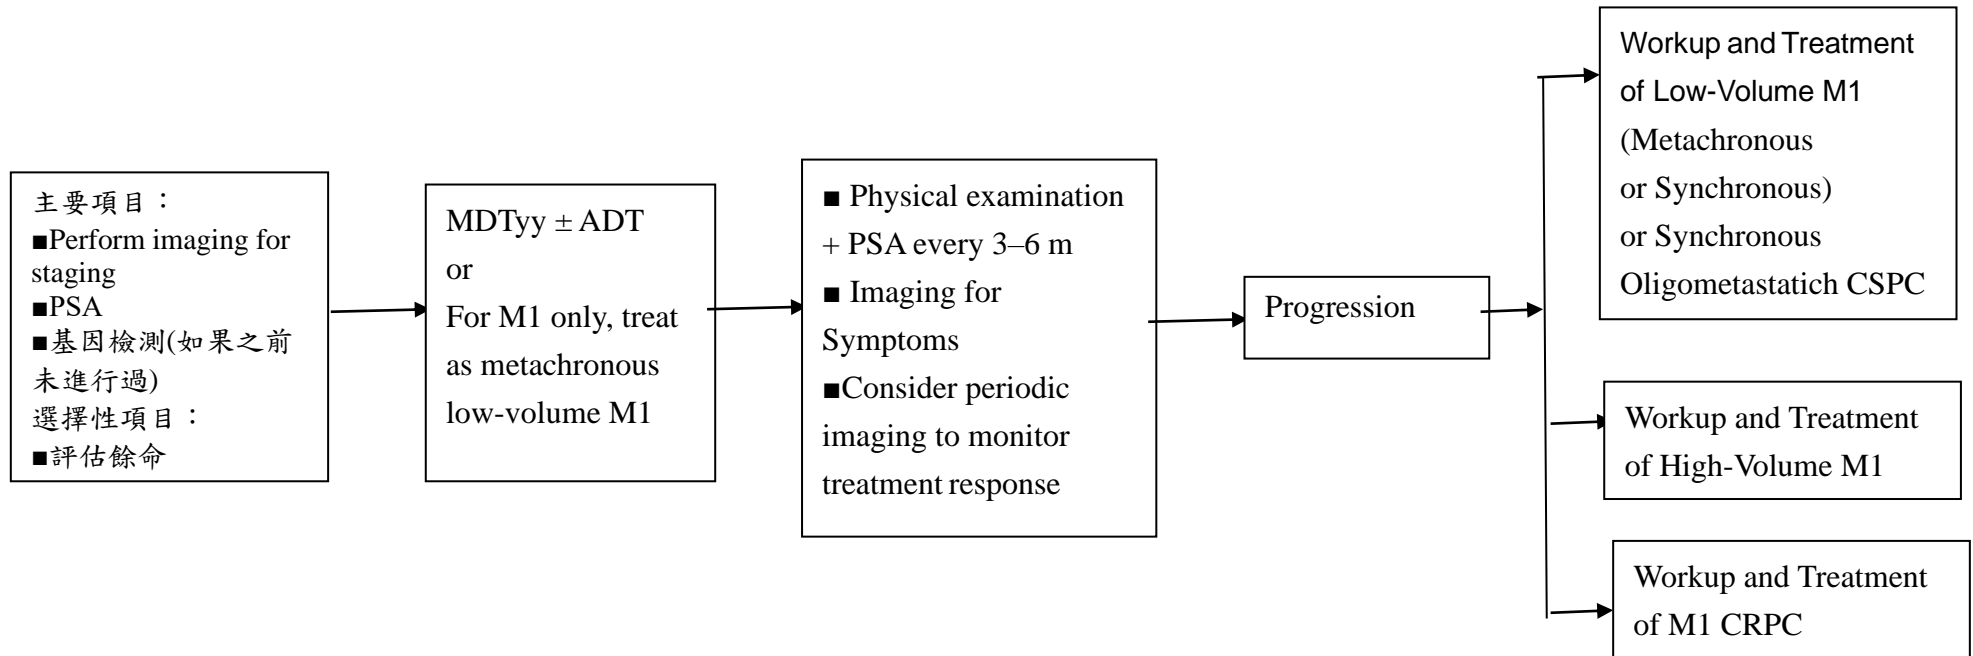 主要項目：
■Perform imaging for
staging
■PSA
■基因檢測(如果之前
未進行過)
選擇性項目：
■評估餘命
MDTyy ± ADT
or
For M1 only, treat
as metachronous
low-volume M1
■ Physical examination
+ PSA every 3–6 m
■ Imaging for
Symptoms
■Consider periodic
imaging to monitor
treatment response
Progression
Workup and Treatment
of Low-Volume M1
(Metachronous
or Synchronous)
or Synchronous
Oligometastatich CSPC
Workup and Treatment
of High-Volume M1
Workup and Treatment
of M1 CRPC